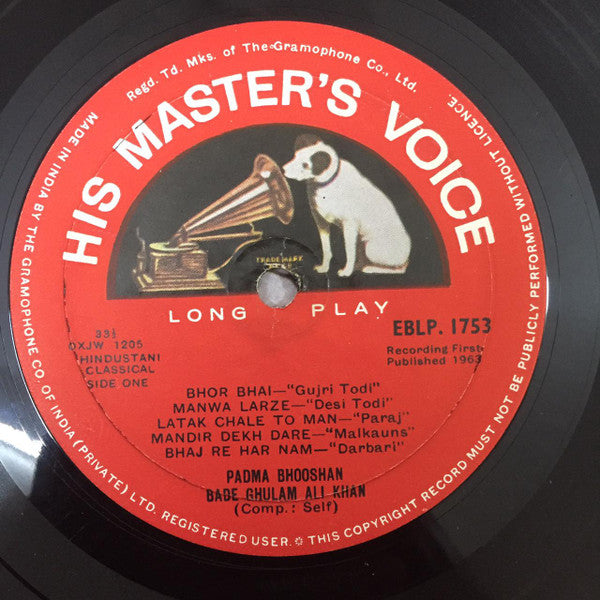 Regd. Td. Mks. of The Gramophone Co., Ltd.
HIS MASTER'S VOICE
TRADE MARK
LONG PLAY
33⅓
OXJW 1205
HINDUSTANI
CLASSICAL
SIDE ONE
EBLP. 1753
Recording First
Published 1963
BHOR BHAI—"Gujri Todi"
MANWA LARZE—"Desi Todi"
LATAK CHALE TO MAN—"Paraj"
MANDIR DEKH DARE—"Malkauns"
BHAJ RE HAR NAM—"Darbari"
PADMA BHOOSHAN
BADE GHULAM ALI KHAN
(Comp.: Self)
MADE IN INDIA BY THE GRAMOPHONE CO. OF INDIA (PRIVATE) LTD. REGISTERED USER. ☼ THIS COPYRIGHT RECORD MUST NOT BE PUBLICLY PERFORMED WITHOUT LICENCE.